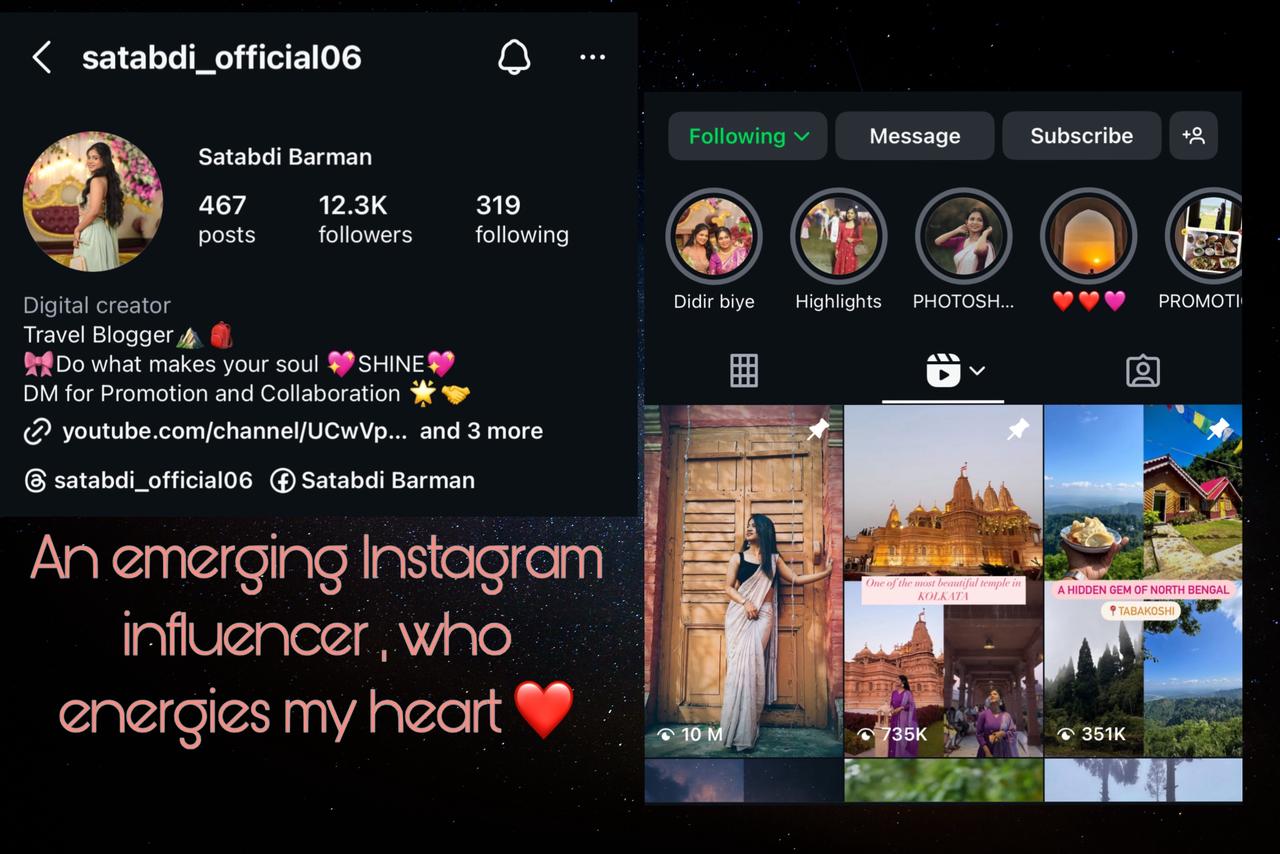 satabdi_official06
Satabdi Barman
467 12.3K 319
posts followers following
Digital creator
Travel Blogger⛰️🎒
🎀Do what makes your soul 💖SHINE💖
DM for Promotion and Collaboration 🌟🤝
youtube.com/channel/UCwVp... and 3 more
satabdi_official06 Satabdi Barman
An emerging Instagram
influencer , who
energies my heart ❤️
Following Message Subscribe
Didir biye Highlights PHOTOSH... ❤️❤️💖 PROMOTI
One of the most beautiful temple in
KOLKATA
A HIDDEN GEM OF NORTH BENGAL
📍TABAKOSHI
10 M 735K 351K